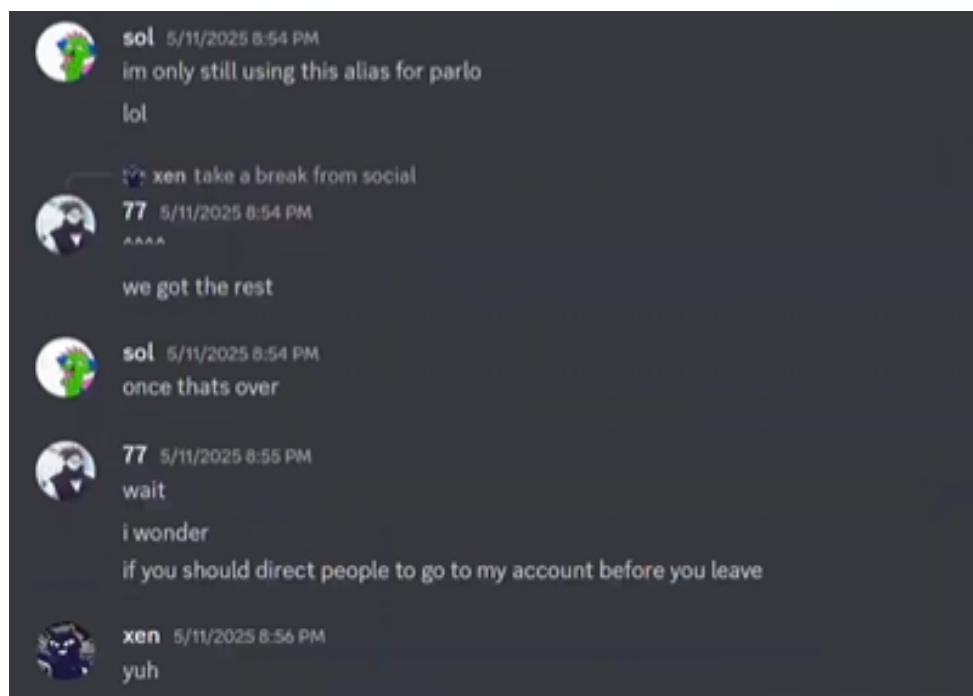 sol 5/11/2025 8:54 PM
im only still using this alias for parlo
lol
xen take a break from social
77 5/11/2025 8:54 PM
^^^^
we got the rest
sol 5/11/2025 8:54 PM
once thats over
77 5/11/2025 8:55 PM
wait
i wonder
if you should direct people to go to my account before you leave
xen 5/11/2025 8:56 PM
yuh